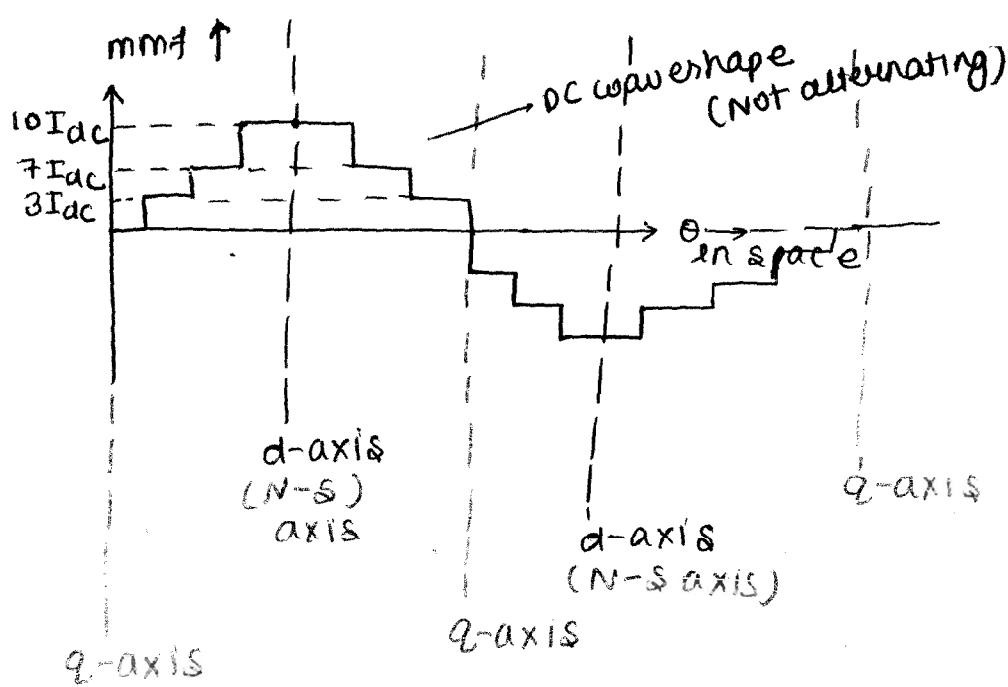 mmf ↑
DC waveshape
(Not alternating)
10Idc
7Idc
3Idc
θ →
in space
d-axis
(N-S)
axis
d-axis
(N-S axis)
q-axis
q-axis
q-axis